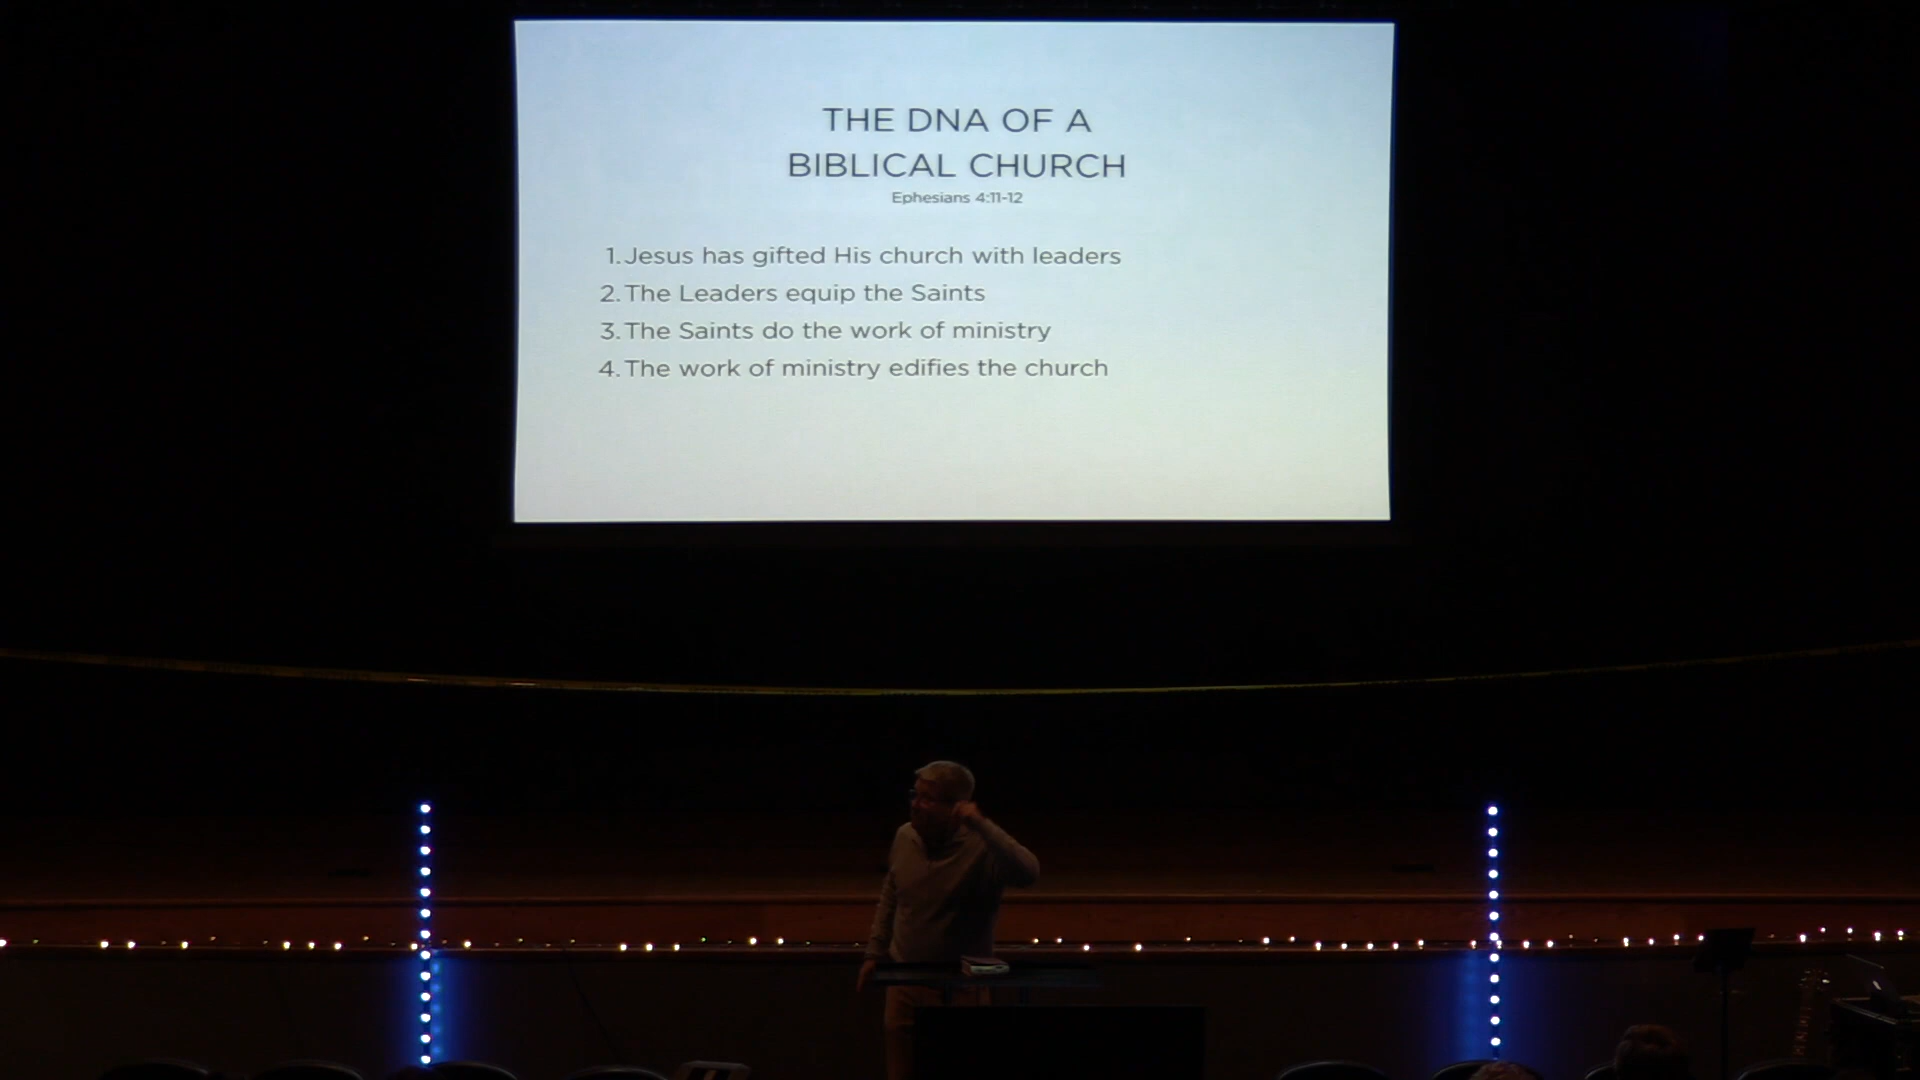 THE DNA OF A
BIBLICAL CHURCH
Ephesians 4:11-12
1. Jesus has gifted His church with leaders
2. The Leaders equip the Saints
3. The Saints do the work of ministry
4. The work of ministry edifies the church